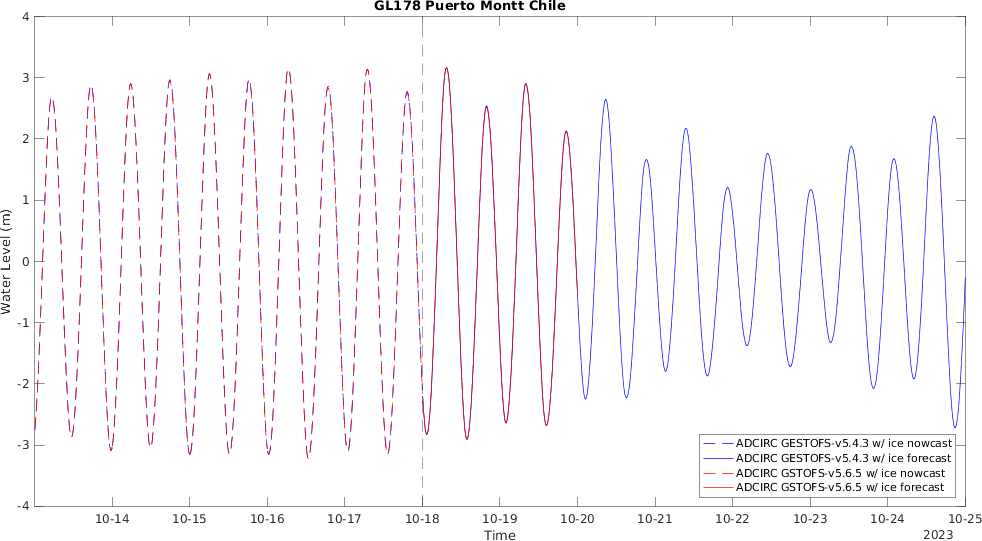 GL178 Puerto Montt Chile
4
3
2
1
0
-1
-2
-3
-4
Water Level (m)
ADCIRC GESTOFS-v5.4.3 w/ ice nowcast
ADCIRC GESTOFS-v5.4.3 w/ ice forecast
ADCIRC GSTOFS-v5.6.5 w/ ice nowcast
ADCIRC GSTOFS-v5.6.5 w/ ice forecast
10-14 10-15 10-16 10-17 10-18 10-19 10-20 10-21 10-22 10-23 10-24 10-25
Time 2023